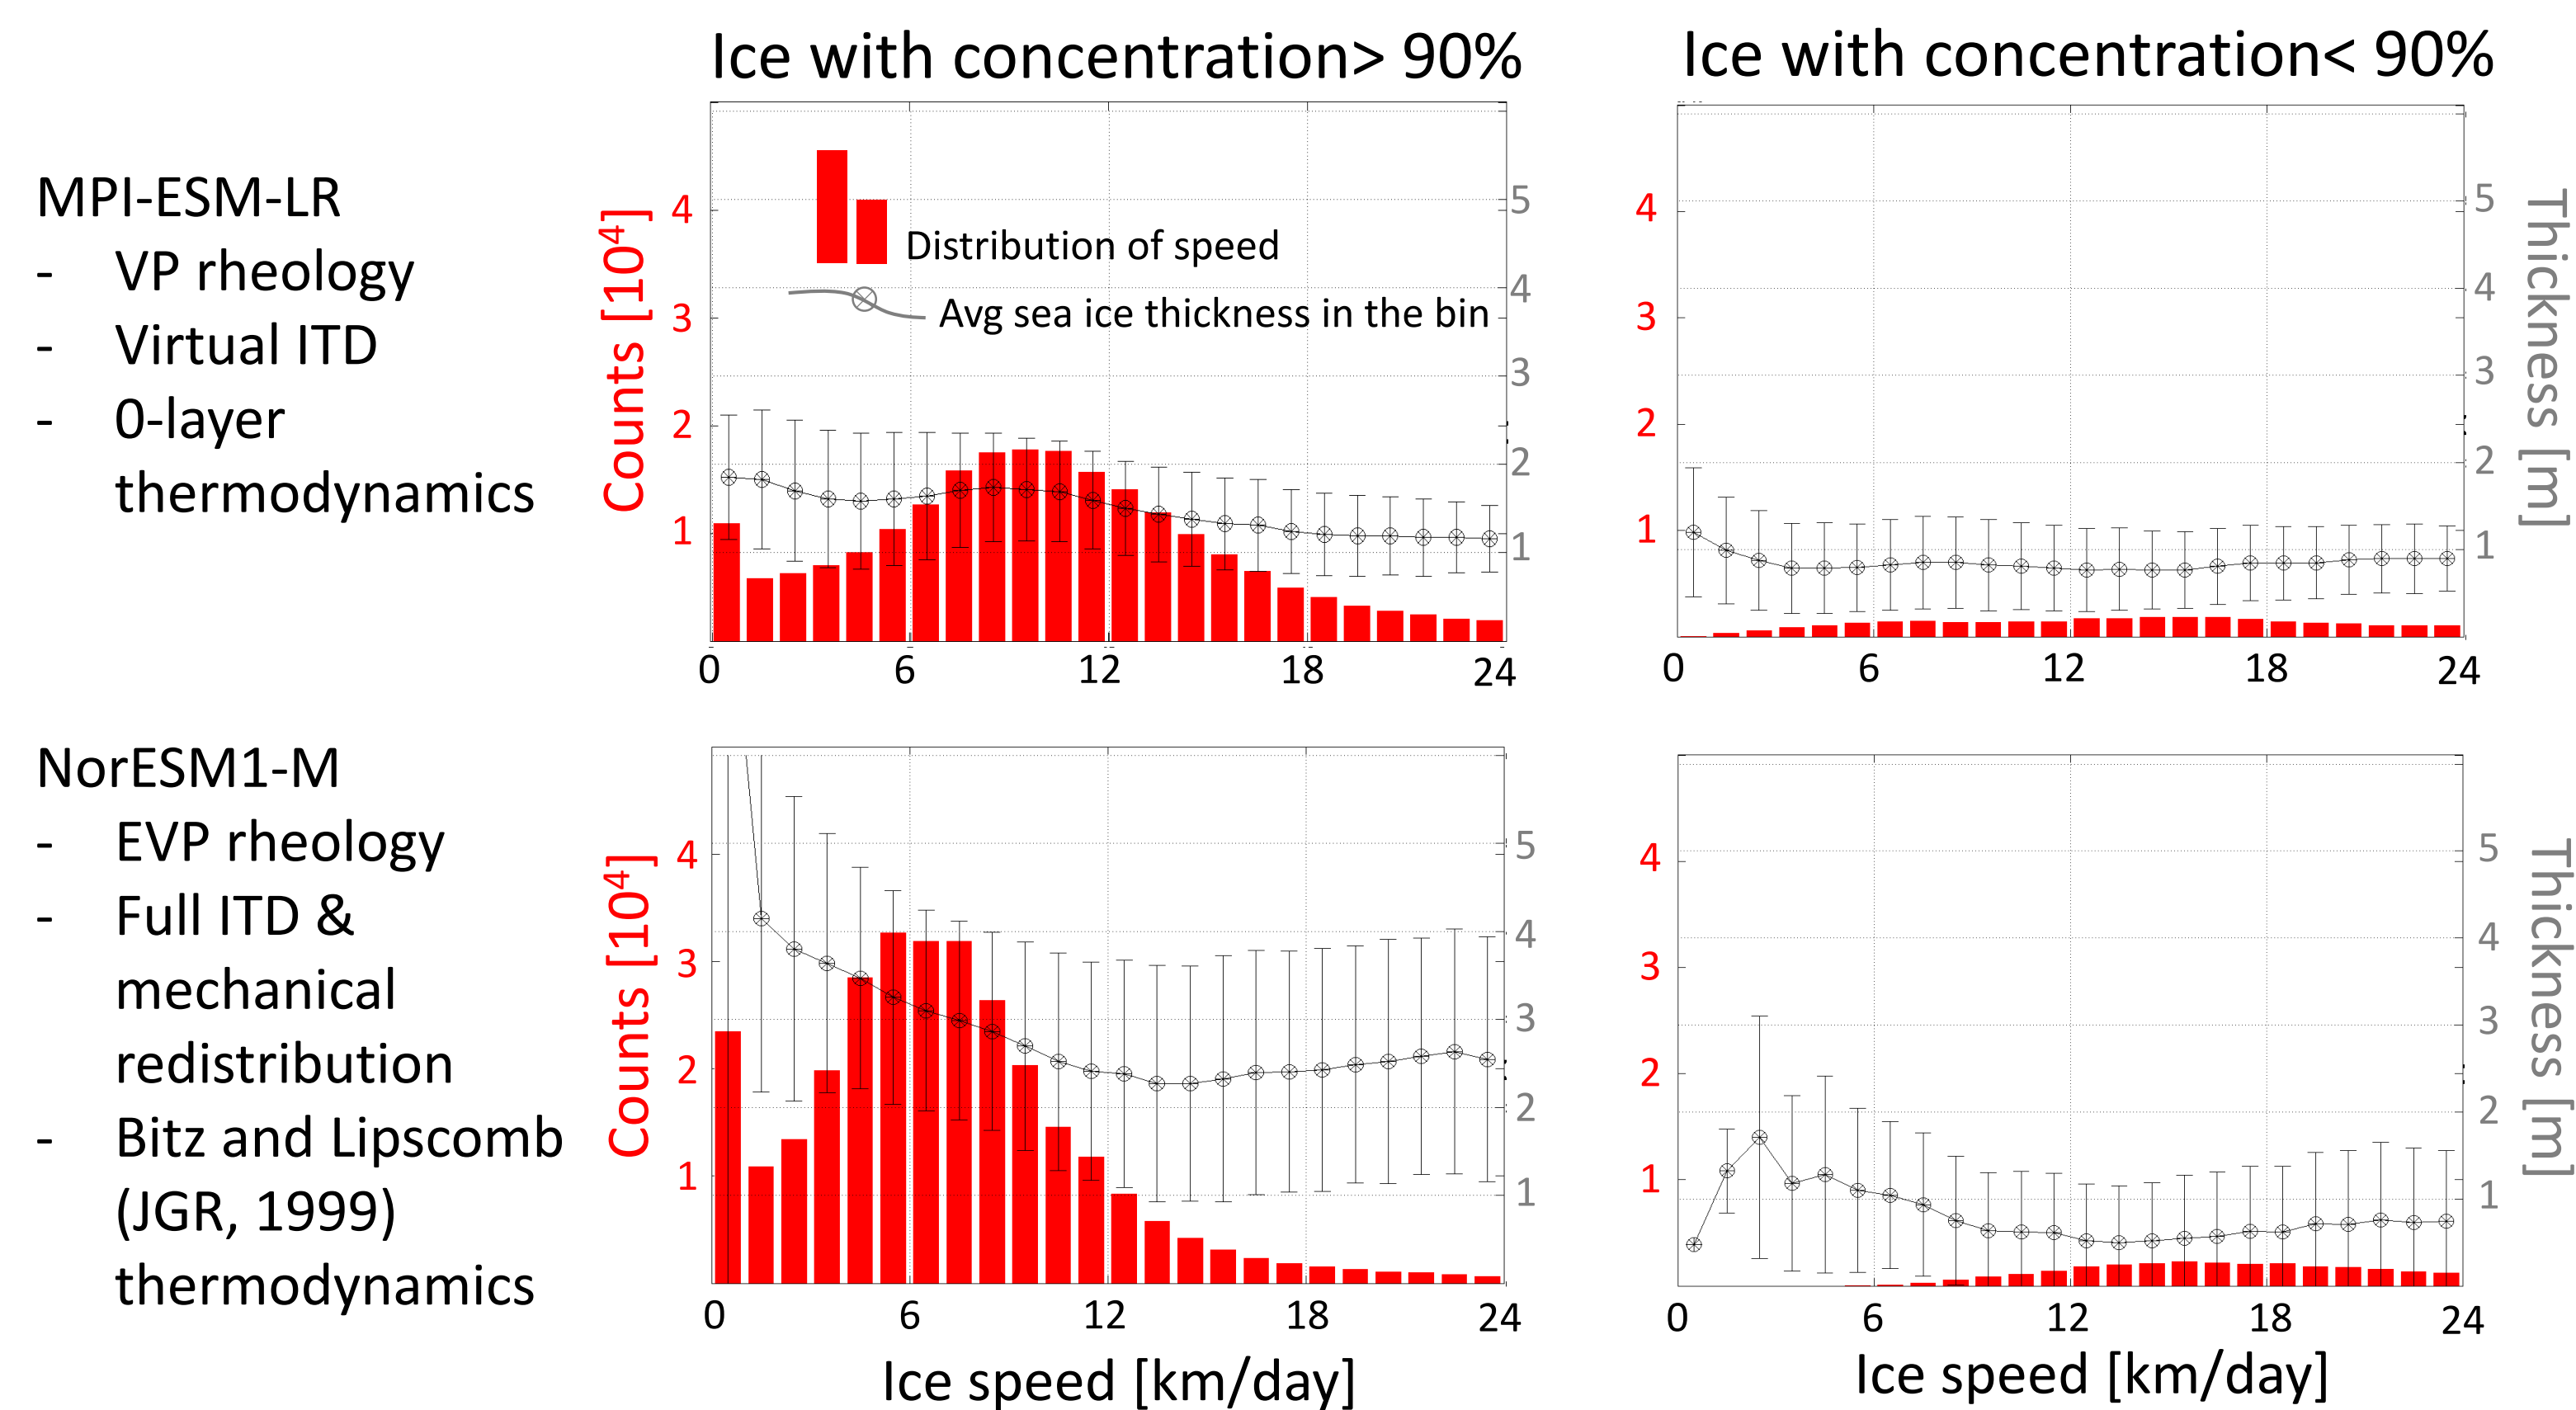 Ice with concentration> 90%
Ice with concentration< 90%
MPI-ESM-LR
- VP rheology
- Virtual ITD
- 0-layer
thermodynamics
Counts [10⁴]
4
3
2
1
Distribution of speed
Avg sea ice thickness in the bin
5
4
3
2
1
0 6 12 18 24
4
3
2
1
5
4
3
2
1
Thickness [m]
0 6 12 18 24
NorESM1-M
- EVP rheology
- Full ITD &
mechanical
redistribution
- Bitz and Lipscomb
(JGR, 1999)
thermodynamics
Counts [10⁴]
4
3
2
1
5
4
3
2
1
0 6 12 18 24
Ice speed [km/day]
4
3
2
1
5
4
3
2
1
Thickness [m]
0 6 12 18 24
Ice speed [km/day]